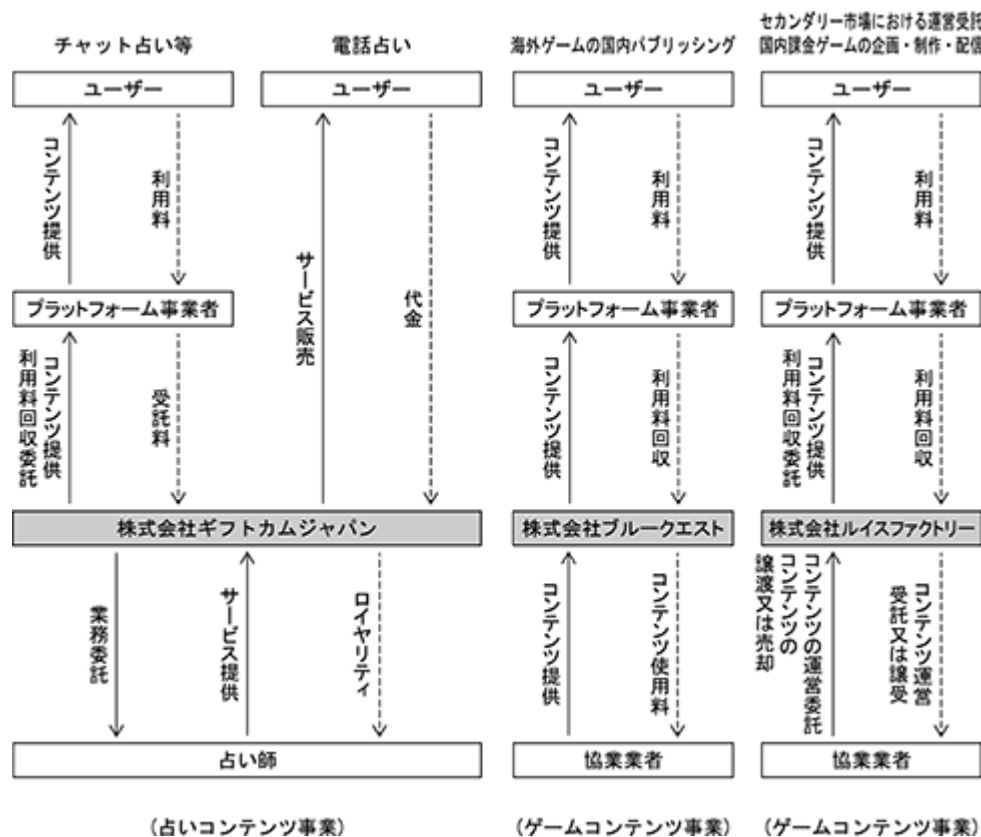 チャット占い等
電話占い
海外ゲームの国内パブリッシング
セカンダリー市場における運営受託
国内課金ゲームの企画・制作・配信
ユーザー
ユーザー
ユーザー
ユーザー
コンテンツ提供
利用料
サービス販売
代金
コンテンツ提供
利用料
コンテンツ提供
利用料
プラットフォーム事業者
プラットフォーム事業者
プラットフォーム事業者
コンテンツ提供
利用料回収委託
受託料
コンテンツ提供
利用料回収
コンテンツ提供
利用料回収委託
利用料回収
株式会社ギフトカムジャパン
株式会社ブルークエスト
株式会社ルイスファクトリー
業務委託
サービス提供
ロイヤリティ
コンテンツ提供
コンテンツ使用料
コンテンツの運営委託
コンテンツの
譲渡又は売却
コンテンツ運営
受託又は譲受
占い師
協業業者
協業業者
(占いコンテンツ事業)
(ゲームコンテンツ事業)
(ゲームコンテンツ事業)